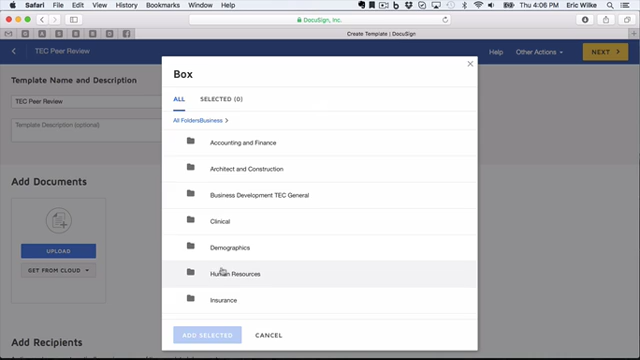 Safari File Edit View History Bookmarks Window Help Thu 4:06 PM Eric Wilke
DocuSign, Inc.
Create Template | DocuSign
TEC Peer Review Help Other Actions NEXT
Template Name and Description
TEC Peer Review
Template Description (optional)
Add Documents
UPLOAD
GET FROM CLOUD
Add Recipients
Box
ALL SELECTED (0)
All FoldersBusiness >
Accounting and Finance
Architect and Construction
Business Development TEC General
Clinical
Demographics
Human Resources
Insurance
ADD SELECTED CANCEL